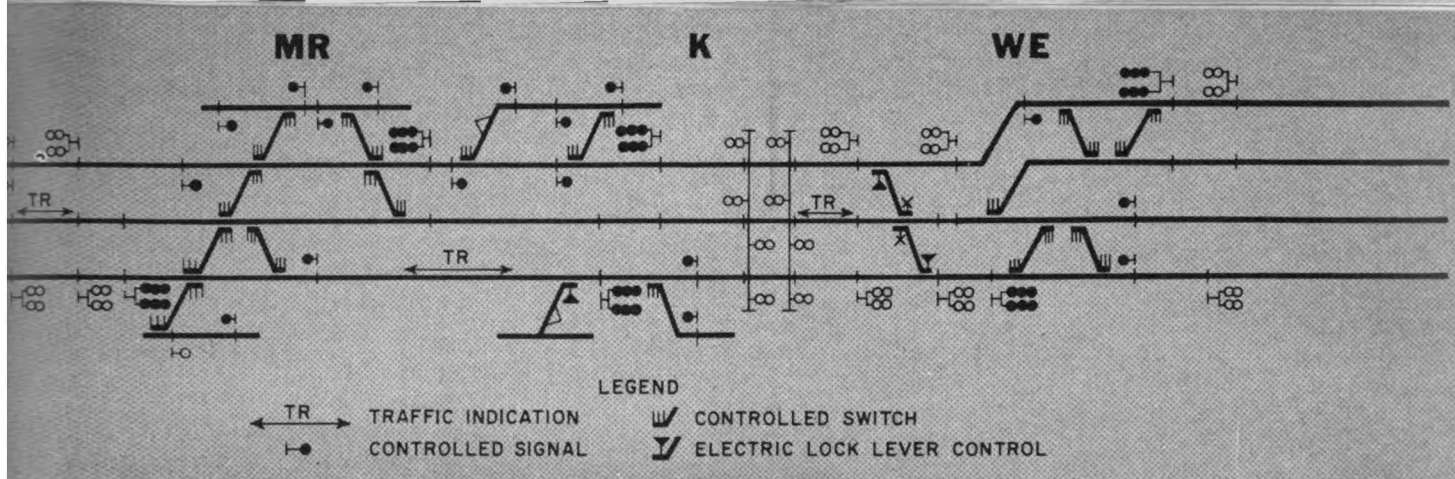 MR K WE
TR
TR
TR
LEGEND
TR TRAFFIC INDICATION CONTROLLED SWITCH
CONTROLLED SIGNAL ELECTRIC LOCK LEVER CONTROL